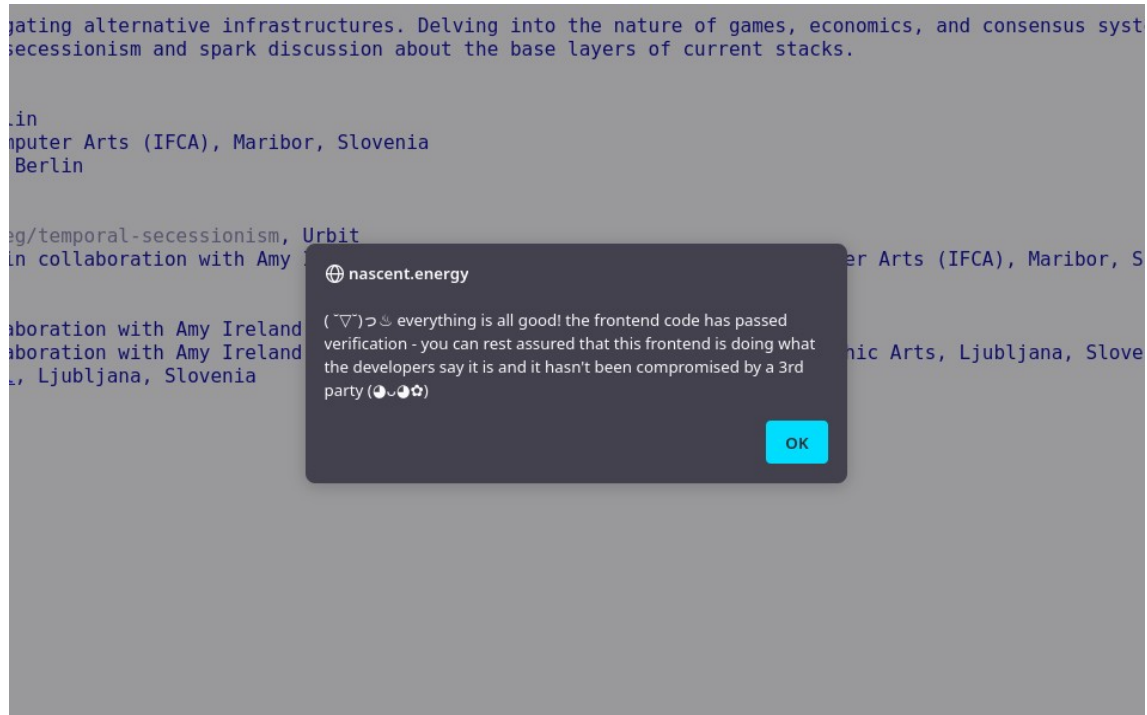 gating alternative infrastructures. Delving into the nature of games, economics, and consensus syst
secessionism and spark discussion about the base layers of current stacks.
lin
mputer Arts (IFCA), Maribor, Slovenia
Berlin
eg/temporal-secessionism, Urbit
in collaboration with Amy
er Arts (IFCA), Maribor, S
nascent.energy
( ˘▽˘)っ♨ everything is all good! the frontend code has passed
verification - you can rest assured that this frontend is doing what
the developers say it is and it hasn't been compromised by a 3rd
party (◕ᴗ◕✿)
OK
aboration with Amy Ireland
aboration with Amy Ireland
nic Arts, Ljubljana, Slove
, Ljubljana, Slovenia